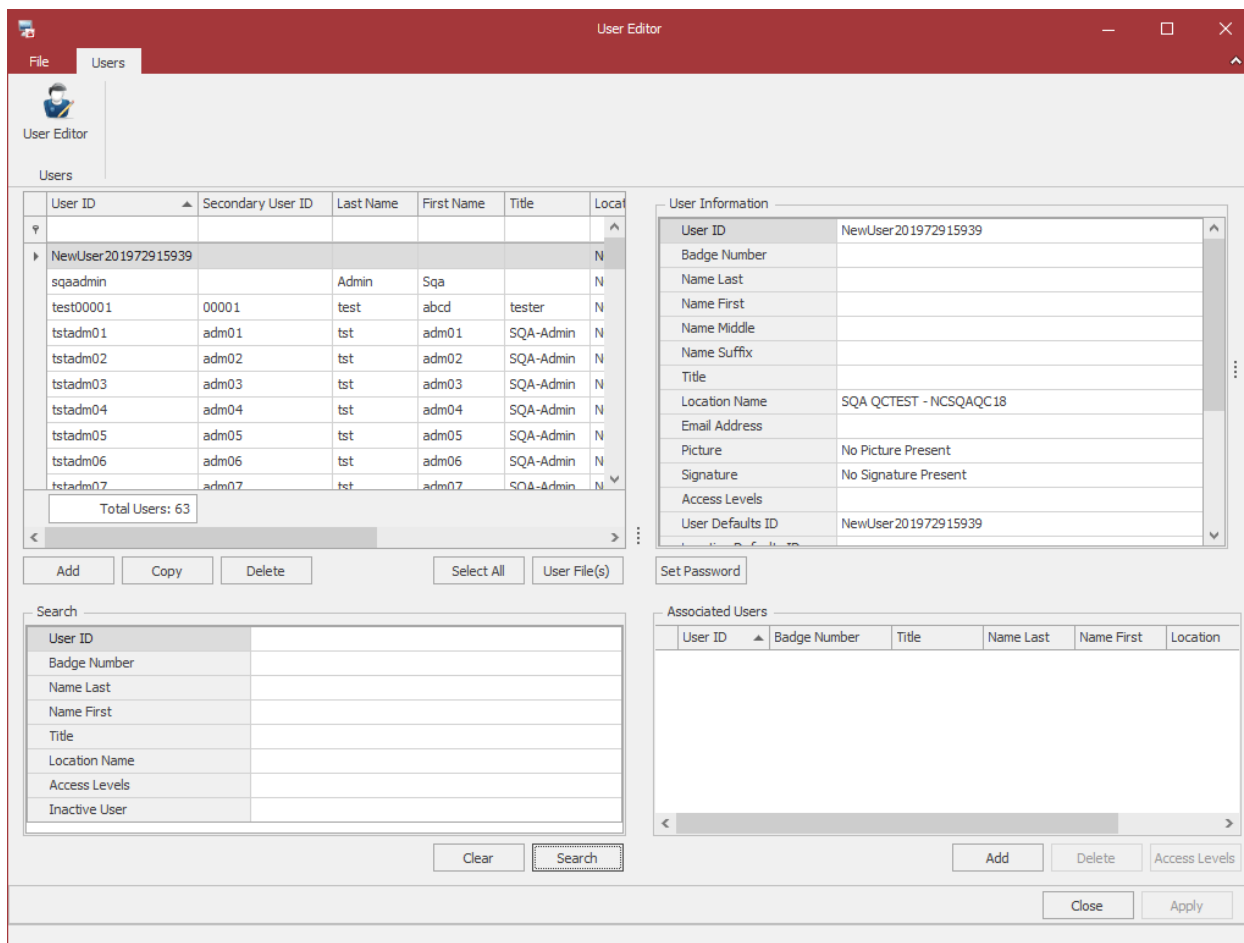 User Editor
File Users
User Editor
Users
User ID Secondary User ID Last Name First Name Title Locat
NewUser201972915939 N
sqaadmin Admin Sqa N
test00001 00001 test abcd tester N
tstadm01 adm01 tst adm01 SQA-Admin N
tstadm02 adm02 tst adm02 SQA-Admin N
tstadm03 adm03 tst adm03 SQA-Admin N
tstadm04 adm04 tst adm04 SQA-Admin N
tstadm05 adm05 tst adm05 SQA-Admin N
tstadm06 adm06 tst adm06 SQA-Admin N
tstadm07 adm07 tst adm07 SQA-Admin N
Total Users: 63
Add Copy Delete Select All User File(s)
User Information
User ID NewUser201972915939
Badge Number
Name Last
Name First
Name Middle
Name Suffix
Title
Location Name SQA QCTEST - NCSQAQC18
Email Address
Picture No Picture Present
Signature No Signature Present
Access Levels
User Defaults ID NewUser201972915939
Set Password
Search
User ID
Badge Number
Name Last
Name First
Title
Location Name
Access Levels
Inactive User
Clear Search
Associated Users
User ID Badge Number Title Name Last Name First Location
Add Delete Access Levels
Close Apply